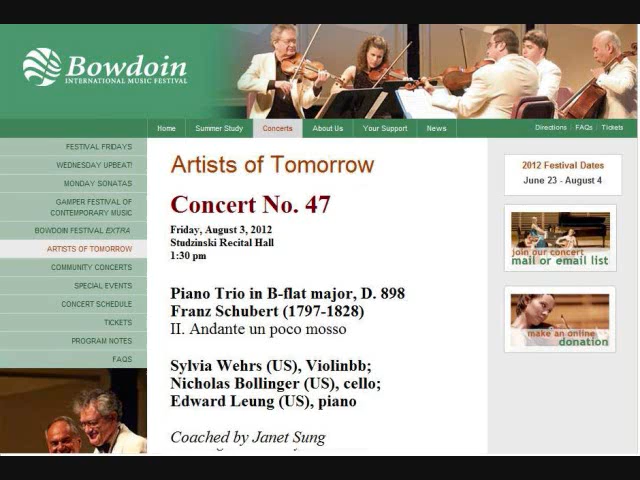 Bowdoin
INTERNATIONAL MUSIC FESTIVAL
Home Summer Study Concerts About Us Your Support News Directions FAQs Tickets
FESTIVAL FRIDAYS
WEDNESDAY UPBEAT!
MONDAY SONATAS
GAMPER FESTIVAL OF
CONTEMPORARY MUSIC
BOWDOIN FESTIVAL EXTRA
ARTISTS OF TOMORROW
COMMUNITY CONCERTS
SPECIAL EVENTS
CONCERT SCHEDULE
TICKETS
PROGRAM NOTES
FAQS
Artists of Tomorrow
Concert No. 47
Friday, August 3, 2012
Studzinski Recital Hall
1:30 pm
Piano Trio in B-flat major, D. 898
Franz Schubert (1797-1828)
II. Andante un poco mosso
Sylvia Wehrs (US), Violinbb;
Nicholas Bollinger (US), cello;
Edward Leung (US), piano
Coached by Janet Sung
2012 Festival Dates
June 23 - August 4
join our concert
mail or email list
make an online
donation